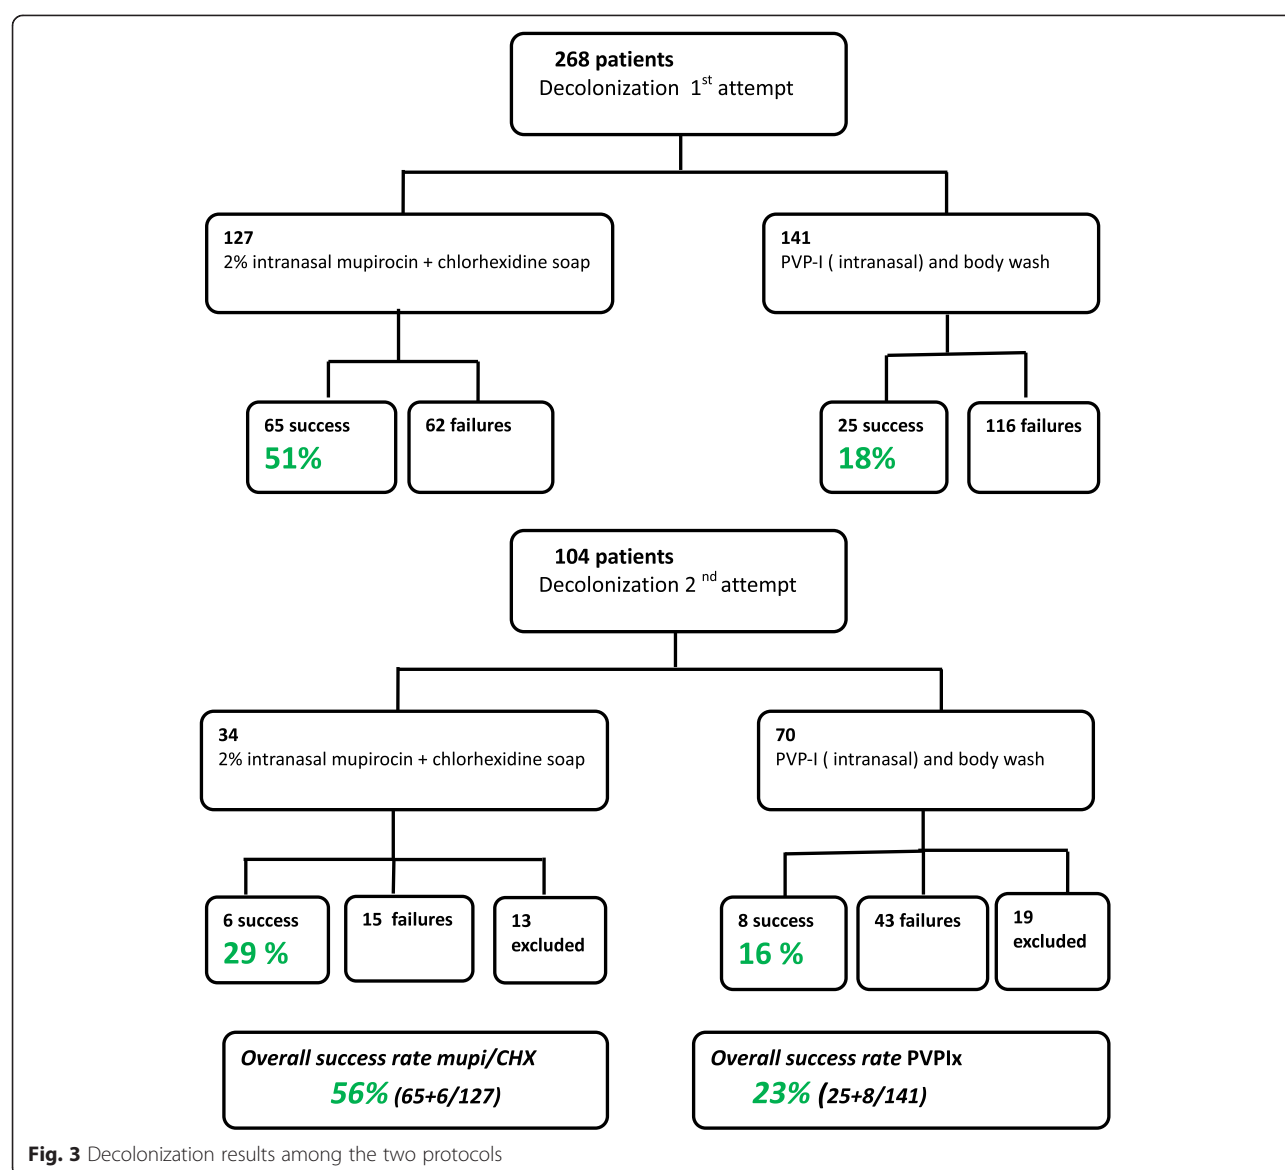 268 patients
Decolonization 1st attempt
127
2% intranasal mupirocin + chlorhexidine soap
141
PVP-I ( intranasal) and body wash
65 success
51%
62 failures
25 success
18%
116 failures
104 patients
Decolonization 2 nd attempt
34
2% intranasal mupirocin + chlorhexidine soap
70
PVP-I ( intranasal) and body wash
6 success
29 %
15 failures
13
excluded
8 success
16 %
43 failures
19
excluded
Overall success rate mupi/CHX
56% (65+6/127)
Overall success rate PVPIx
23% (25+8/141)
Fig. 3 Decolonization results among the two protocols